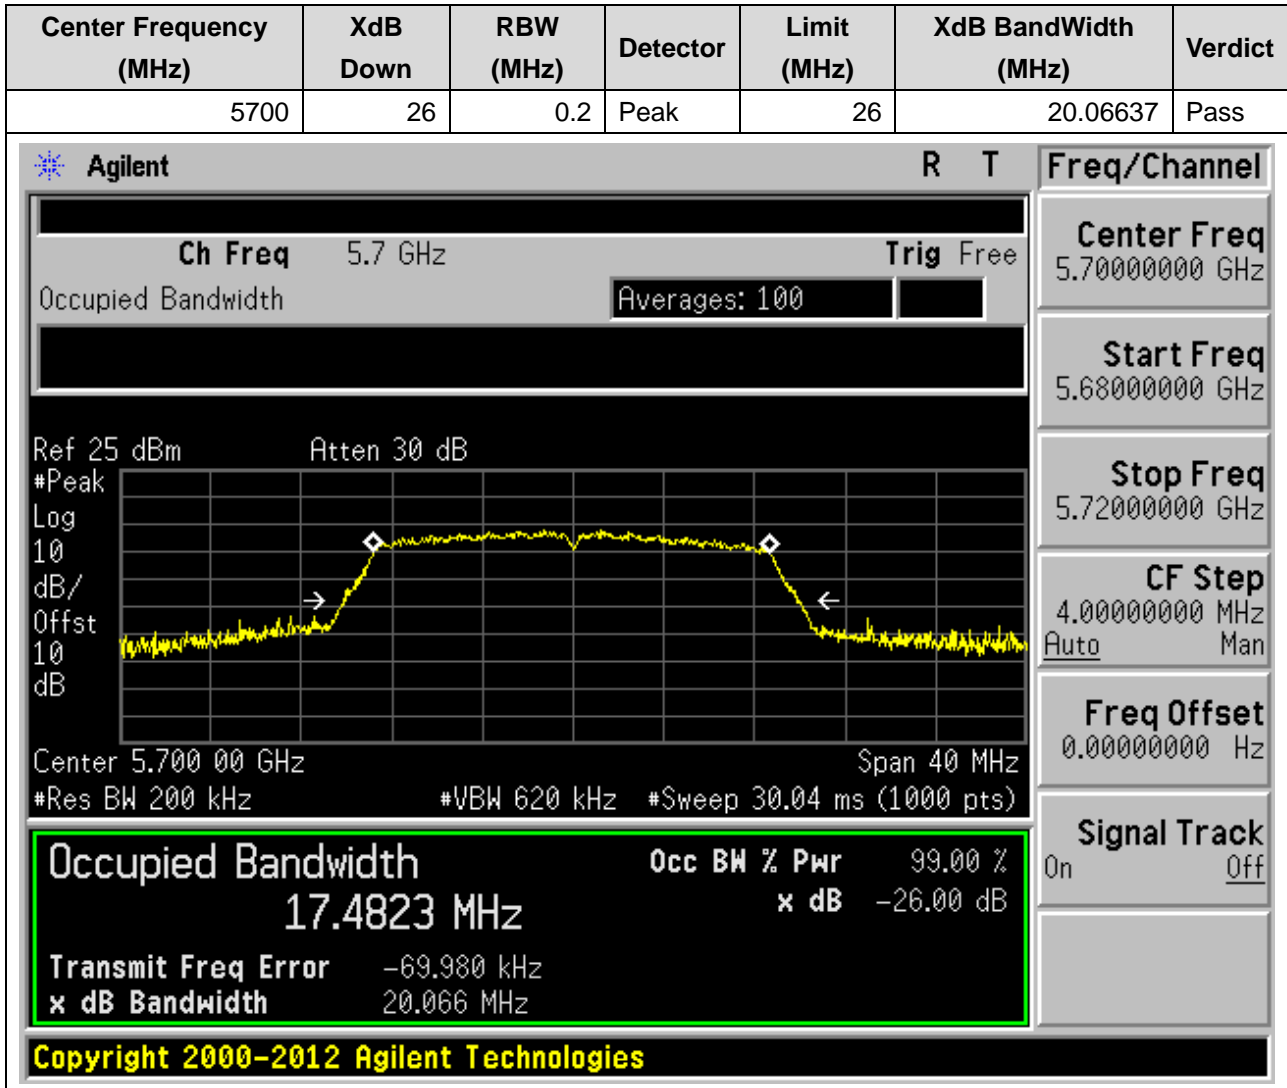 Center Frequency (MHz) XdB Down RBW (MHz) Detector Limit (MHz) XdB BandWidth (MHz) Verdict
5700 26 0.2 Peak 26 20.06637 Pass
Agilent R T
Ch Freq 5.7 GHz Trig Free
Occupied Bandwidth Averages: 100
Ref 25 dBm Atten 30 dB
#Peak
Log
10
dB/
Offst
10
dB
Center 5.700 00 GHz Span 40 MHz
#Res BW 200 kHz #VBW 620 kHz #Sweep 30.04 ms (1000 pts)
Occupied Bandwidth Occ BW % Pwr 99.00 %
17.4823 MHz x dB -26.00 dB
Transmit Freq Error -69.980 kHz
x dB Bandwidth 20.066 MHz
Copyright 2000-2012 Agilent Technologies
Freq/Channel
Center Freq
5.70000000 GHz
Start Freq
5.68000000 GHz
Stop Freq
5.72000000 GHz
CF Step
4.00000000 MHz
Auto Man
Freq Offset
0.00000000 Hz
Signal Track
On Off